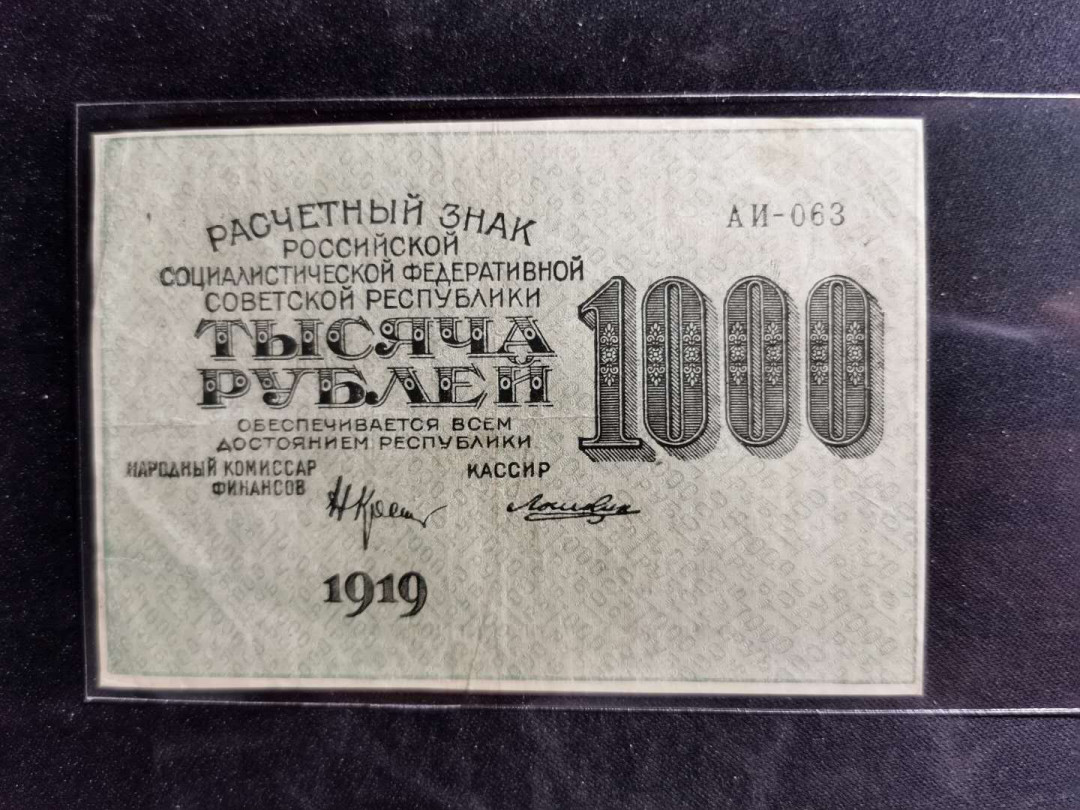 РАСЧЕТНЫЙ ЗНАК
РОССИЙСКОЙ
СОЦИАЛИСТИЧЕСКОЙ ФЕДЕРАТИВНОЙ
СОВЕТСКОЙ РЕСПУБЛИКИ
ТЫСЯЧА
РУБЛЕЙ
ОБЕСПЕЧИВАЕТСЯ ВСЕМ
ДОСТОЯНИЕМ РЕСПУБЛИКИ
НАРОДНЫЙ КОМИССАР
ФИНАНСОВ
КАССИР
1919
АИ-063
1000